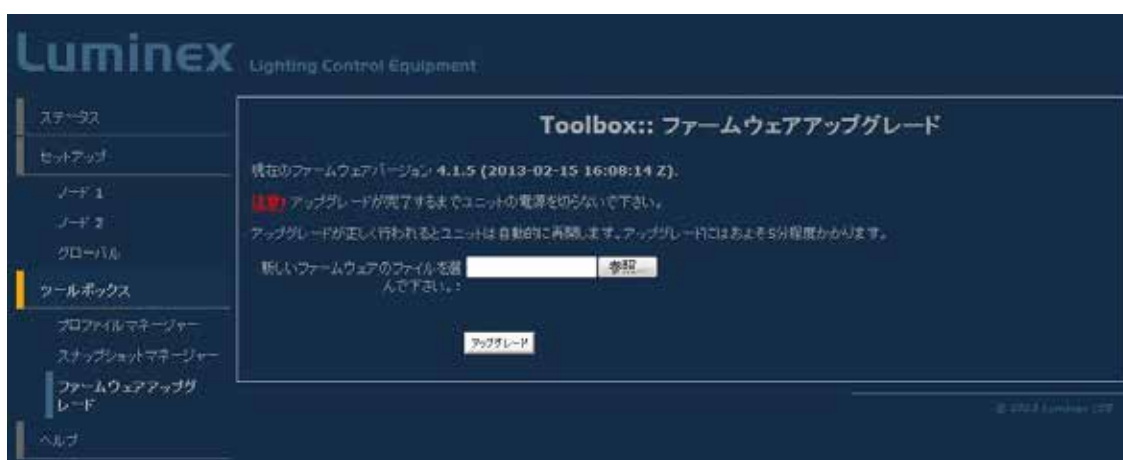 Luminex Lighting Control Equipment
ステータス
セットアップ
ノード 1
ノード 2
グローバル
ツールボックス
プロファイルマネージャー
スナップショットマネージャー
ファームウェアアップグ
レード
ヘルプ
Toolbox:: ファームウェアアップグレード
現在のファームウェアバージョン 4.1.5 (2013-02-15 16:08:14 Z).
注意! アップグレードが完了するまでユニットの電源を切らないで下さい。
アップグレードが正しく行われるとユニットは自動的に再開します。アップグレードにはおよそ5分程度かかります。
新しいファームウェアのファイルを選
んで下さい。:
参照...
アップグレード
© 2013 Luminex LCE